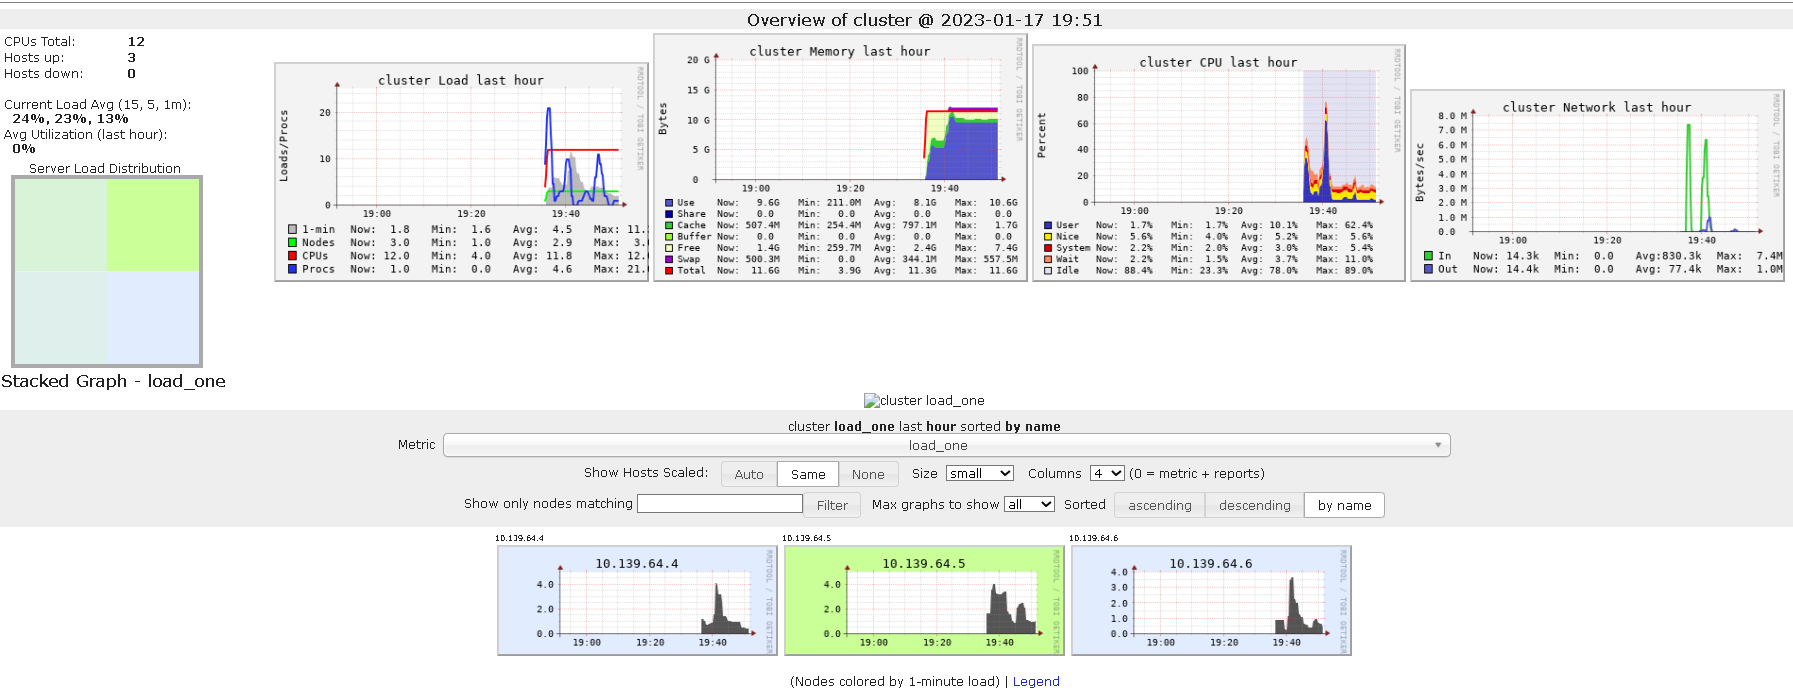 Overview of cluster @ 2023-01-17 19:51
CPUs Total: 12
Hosts up: 3
Hosts down: 0
Current Load Avg (15, 5, 1m):
24%, 23%, 13%
Avg Utilization (last hour):
0%
Server Load Distribution
Stacked Graph - load_one
cluster Load last hour
RRDTOOL / TOBI OETIKER
Loads/Procs
20
10
0
19:00 19:20 19:40
1-min Now: 1.8 Min: 1.6 Avg: 4.5 Max: 11.
Nodes Now: 3.0 Min: 1.0 Avg: 2.9 Max: 3.
CPUs Now: 12.0 Min: 4.0 Avg: 11.8 Max: 12.
Procs Now: 1.0 Min: 0.0 Avg: 4.6 Max: 21.
cluster Memory last hour
RRDTOOL / TOBI OETIKER
Bytes
20 G
15 G
10 G
5 G
0
19:00 19:20 19:40
Use Now: 9.6G Min: 211.0M Avg: 8.1G Max: 10.6G
Share Now: 0.0 Min: 0.0 Avg: 0.0 Max: 0.0
Cache Now: 507.4M Min: 254.4M Avg: 797.1M Max: 1.7G
Buffer Now: 0.0 Min: 0.0 Avg: 0.0 Max: 0.0
Free Now: 1.4G Min: 259.7M Avg: 2.4G Max: 7.4G
Swap Now: 500.3M Min: 0.0 Avg: 344.1M Max: 557.5M
Total Now: 11.6G Min: 3.9G Avg: 11.3G Max: 11.6G
cluster CPU last hour
RRDTOOL / TOBI OETIKER
Percent
100
80
60
40
20
0
19:00 19:20 19:40
User Now: 1.7% Min: 1.7% Avg: 10.1% Max: 62.4%
Nice Now: 5.6% Min: 4.0% Avg: 5.2% Max: 5.6%
System Now: 2.2% Min: 2.0% Avg: 3.0% Max: 5.4%
Wait Now: 2.2% Min: 1.5% Avg: 3.7% Max: 11.0%
Idle Now: 88.4% Min: 23.3% Avg: 78.0% Max: 89.0%
cluster Network last hour
RRDTOOL / TOBI OETIKER
Bytes/sec
8.0 M
7.0 M
6.0 M
5.0 M
4.0 M
3.0 M
2.0 M
1.0 M
0.0
19:00 19:20 19:40
In Now: 14.3k Min: 0.0 Avg:830.3k Max: 7.4M
Out Now: 14.4k Min: 0.0 Avg: 77.4k Max: 1.0M
cluster load_one
cluster load_one last hour sorted by name
Metric load_one
Show Hosts Scaled: Auto Same None Size small Columns 4 (0 = metric + reports)
Show only nodes matching Filter Max graphs to show all Sorted ascending descending by name
10.139.64.4
10.139.64.4
RRDTOOL / TOBI OETIKER
4.0
2.0
0.0
19:00 19:20 19:40
10.139.64.5
10.139.64.5
RRDTOOL / TOBI OETIKER
4.0
2.0
0.0
19:00 19:20 19:40
10.139.64.6
10.139.64.6
RRDTOOL / TOBI OETIKER
4.0
3.0
2.0
1.0
0.0
19:00 19:20 19:40
(Nodes colored by 1-minute load) | Legend